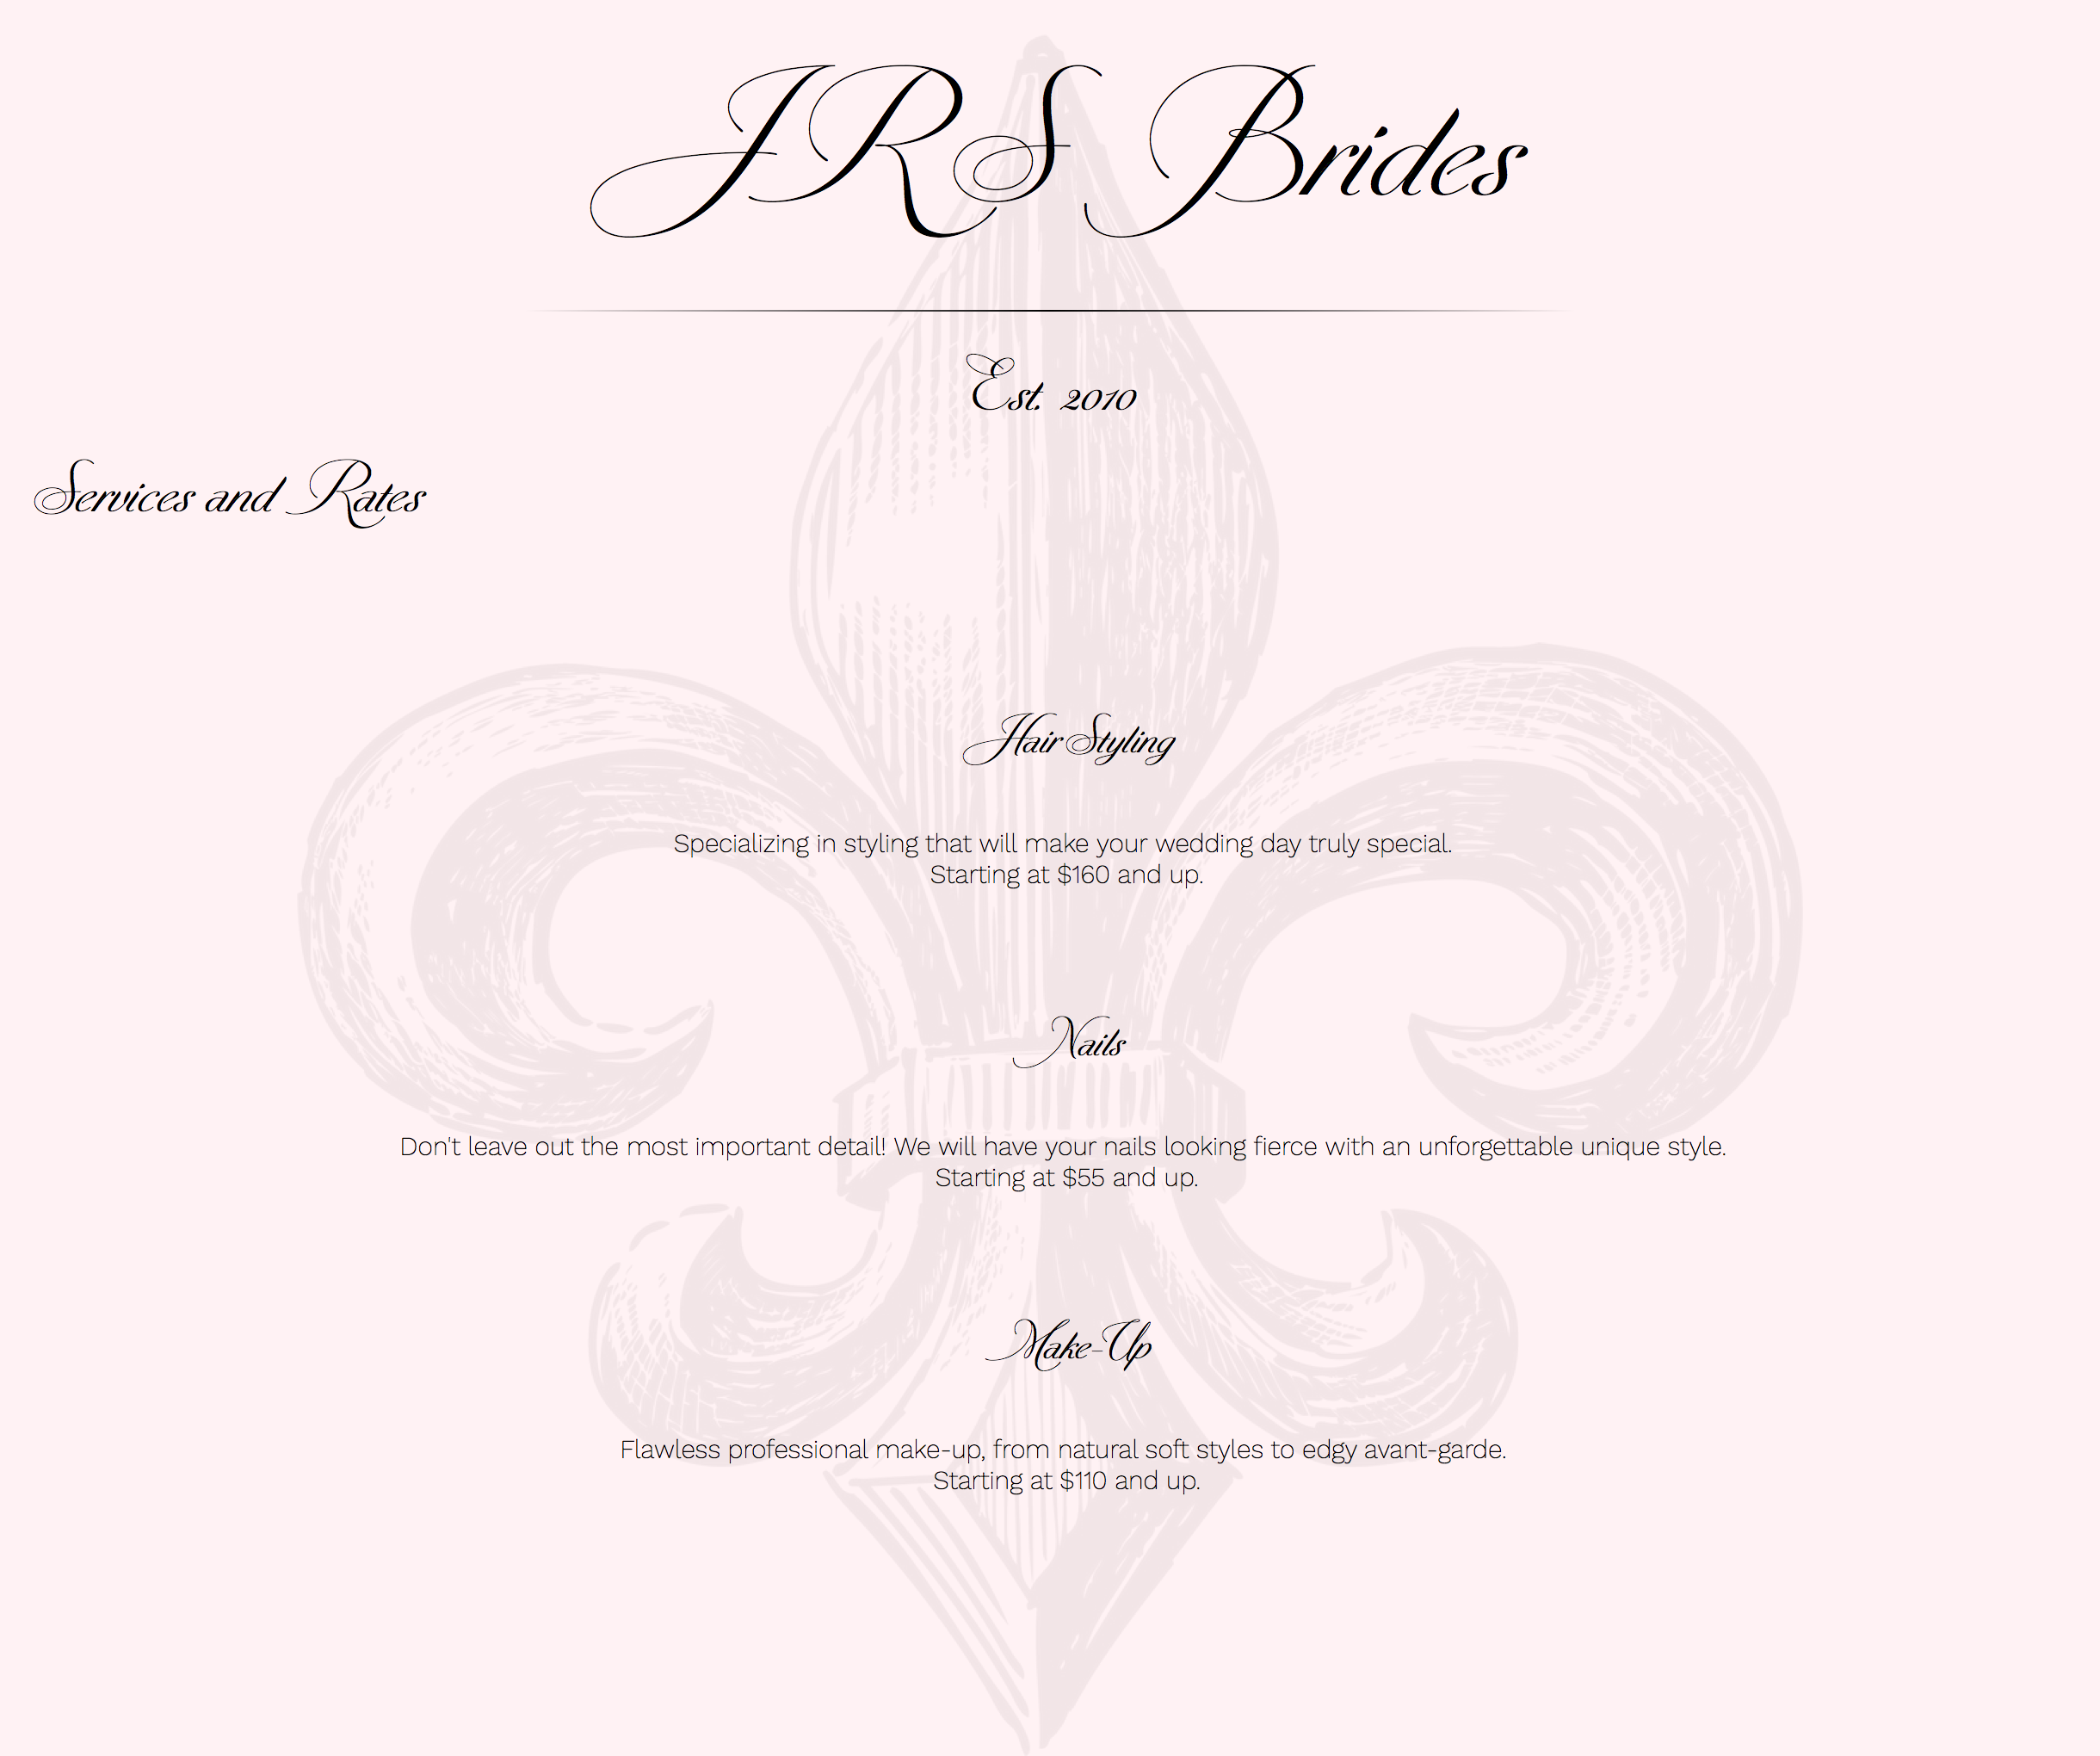 JRS Brides
Est. 2010
Services and Rates
Hair Styling
Specializing in styling that will make your wedding day truly special.
Starting at $160 and up.
Nails
Don't leave out the most important detail! We will have your nails looking fierce with an unforgettable unique style.
Starting at $55 and up.
Make-Up
Flawless professional make-up, from natural soft styles to edgy avant-garde.
Starting at $110 and up.